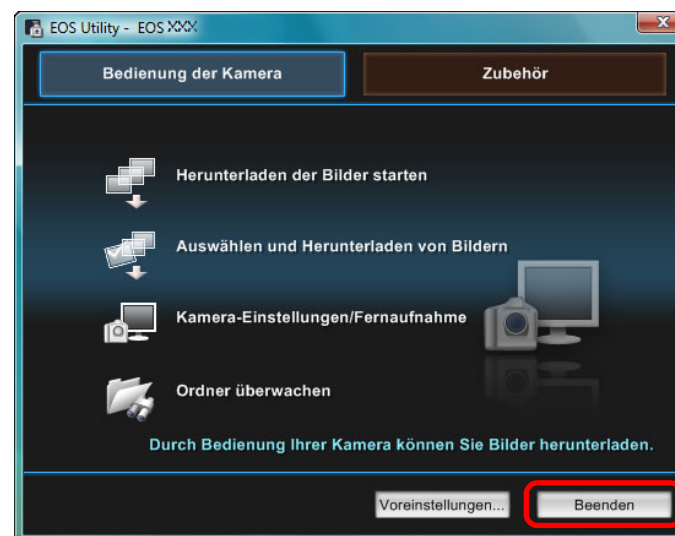 EOS Utility - EOS XXX
Bedienung der Kamera
Zubehör
Herunterladen der Bilder starten
Auswählen und Herunterladen von Bildern
Kamera-Einstellungen/Fernaufnahme
Ordner überwachen
Durch Bedienung Ihrer Kamera können Sie Bilder herunterladen.
Voreinstellungen...
Beenden